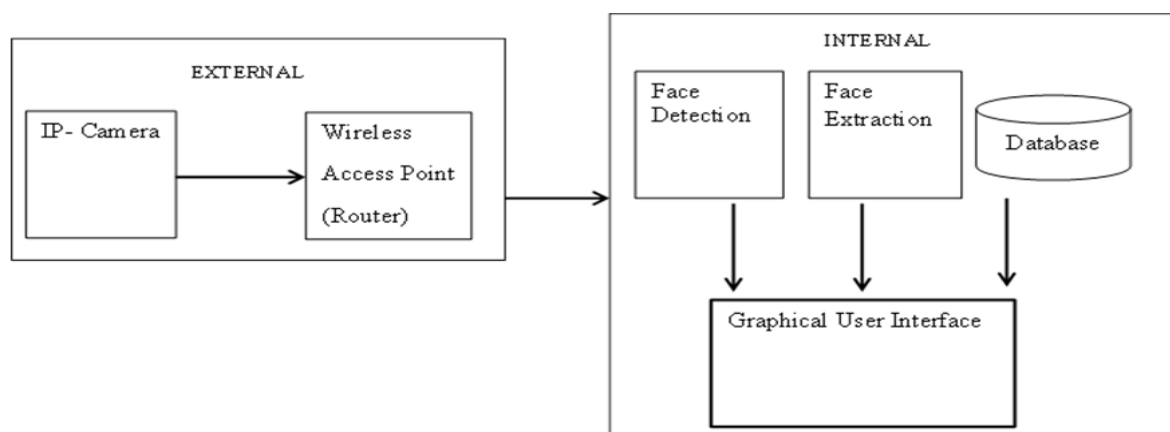 EXTERNAL
IP- Camera
Wireless
Access Point
(Router)
INTERNAL
Face
Detection
Face
Extraction
Database
Graphical User Interface